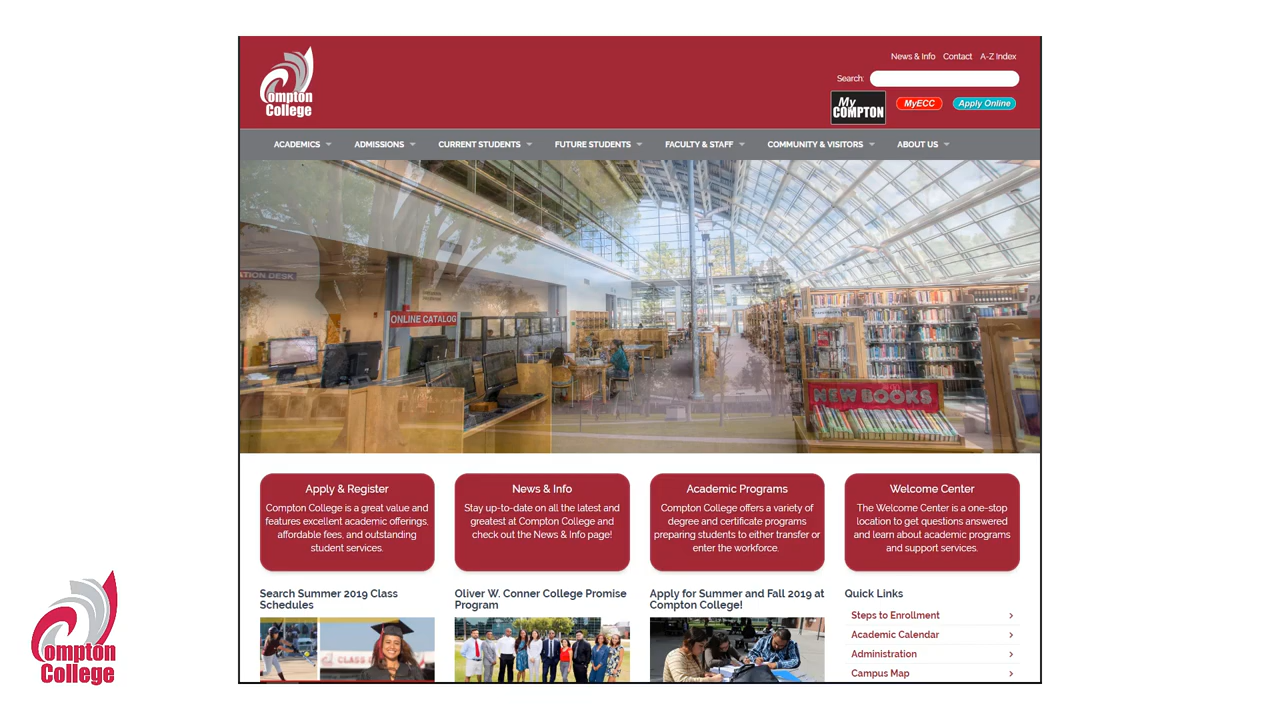 Compton
College
News & Info Contact A-Z Index
Search:
My
COMPTON
MyECC
Apply Online
ACADEMICS ADMISSIONS CURRENT STUDENTS FUTURE STUDENTS FACULTY & STAFF COMMUNITY & VISITORS ABOUT US
ATION DESK
ONLINE CATALOG
NEW BOOKS
Apply & Register
Compton College is a great value and
features excellent academic offerings,
affordable fees, and outstanding
student services.
News & Info
Stay up-to-date on all the latest and
greatest at Compton College and
check out the News & Info page!
Academic Programs
Compton College offers a variety of
degree and certificate programs
preparing students to either transfer or
enter the workforce.
Welcome Center
The Welcome Center is a one-stop
location to get questions answered
and learn about academic programs
and support services.
Search Summer 2019 Class
Schedules
Oliver W. Conner College Promise
Program
Apply for Summer and Fall 2019 at
Compton College!
Quick Links
Steps to Enrollment
Academic Calendar
Administration
Campus Map
CLASS
Compton
College